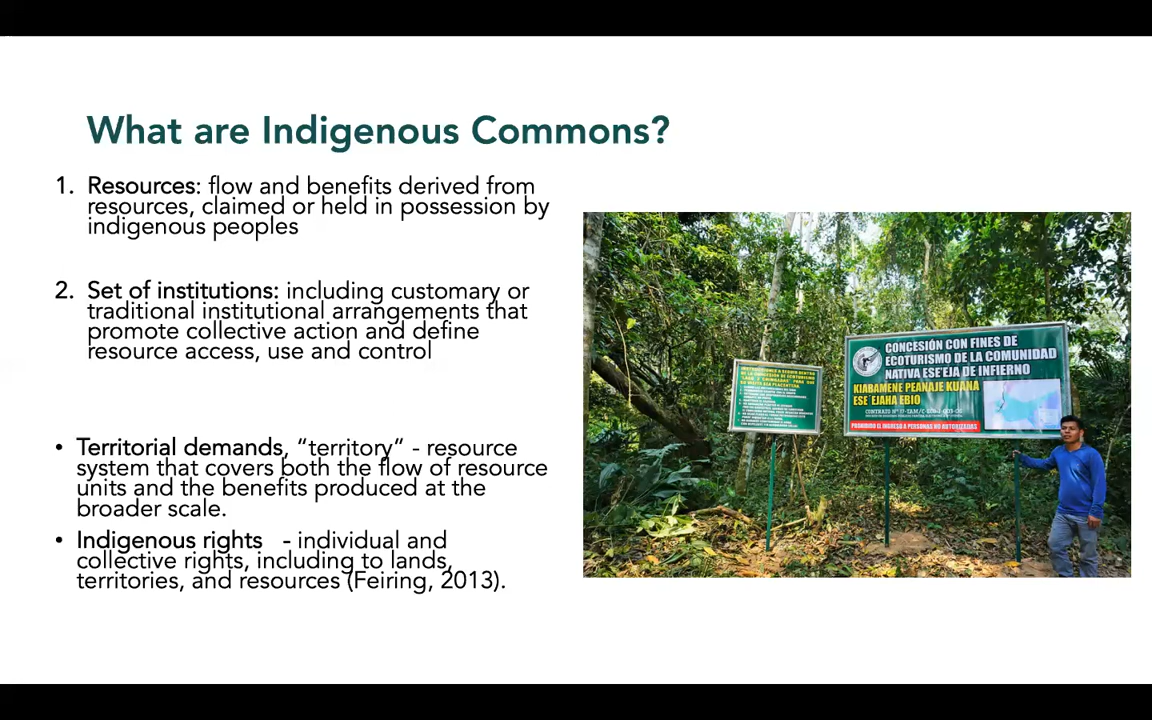 What are Indigenous Commons?
1. Resources: flow and benefits derived from
resources, claimed or held in possession by
indigenous peoples
2. Set of institutions: including customary or
traditional institutional arrangements that
promote collective action and define
resource access, use and control
• Territorial demands, “territory“ - resource
system that covers both the flow of resource
units and the benefits produced at the
broader scale.
• Indigenous rights - individual and
collective rights, including to lands,
territories, and resources (Feiring, 2013).
CONCESIÓN CON FINES DE
ECOTURISMO DE LA COMUNIDAD
NATIVA ESE'EJA DE INFIERNO
KIABAMENE PEANAJE KUANA
ESE´EJAHA EBIO
PROHIBIDO EL INGRESO A PERSONAS NO AUTORIZADAS